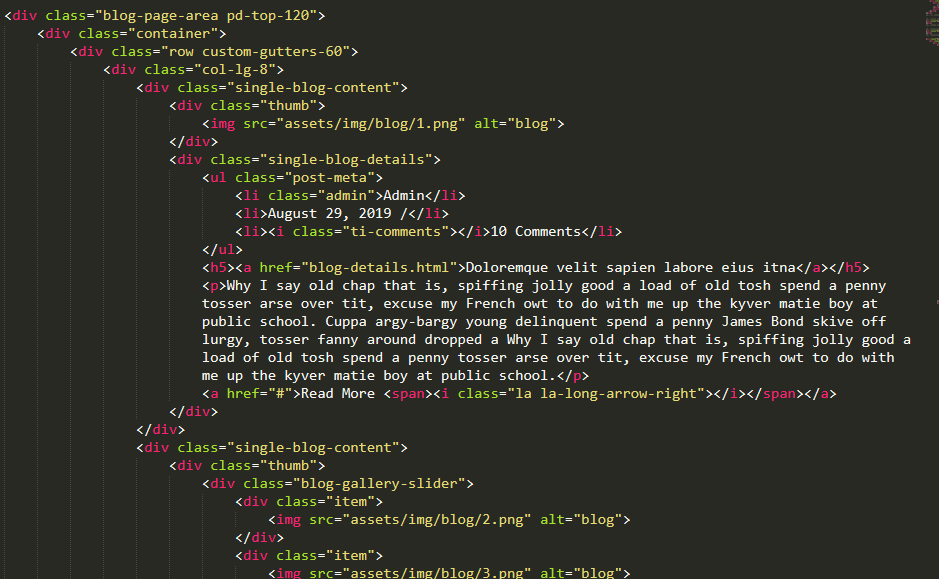 <div class="blog-page-area pd-top-120">
<div class="container">
<div class="row custom-gutters-60">
<div class="col-lg-8">
<div class="single-blog-content">
<div class="thumb">
<img src="assets/img/blog/1.png" alt="blog">
</div>
<div class="single-blog-details">
<ul class="post-meta">
<li class="admin">Admin</li>
<li>August 29, 2019 /</li>
<li><i class="ti-comments"></i>10 Comments</li>
</ul>
<h5><a href="blog-details.html">Doloremque velit sapien labore eius itna</a></h5>
<p>Why I say old chap that is, spiffing jolly good a load of old tosh spend a penny
tosser arse over tit, excuse my French owt to do with me up the kyver matie boy at
public school. Cuppa argy-bargy young delinquent spend a penny James Bond skive off
lurgy, tosser fanny around dropped a Why I say old chap that is, spiffing jolly good a
load of old tosh spend a penny tosser arse over tit, excuse my French owt to do with
me up the kyver matie boy at public school.</p>
<a href="#">Read More <span><i class="la la-long-arrow-right"></i></span></a>
</div>
</div>
<div class="single-blog-content">
<div class="thumb">
<div class="blog-gallery-slider">
<div class="item">
<img src="assets/img/blog/2.png" alt="blog">
</div>
<div class="item">
<img src="assets/img/blog/3.png" alt="blog">